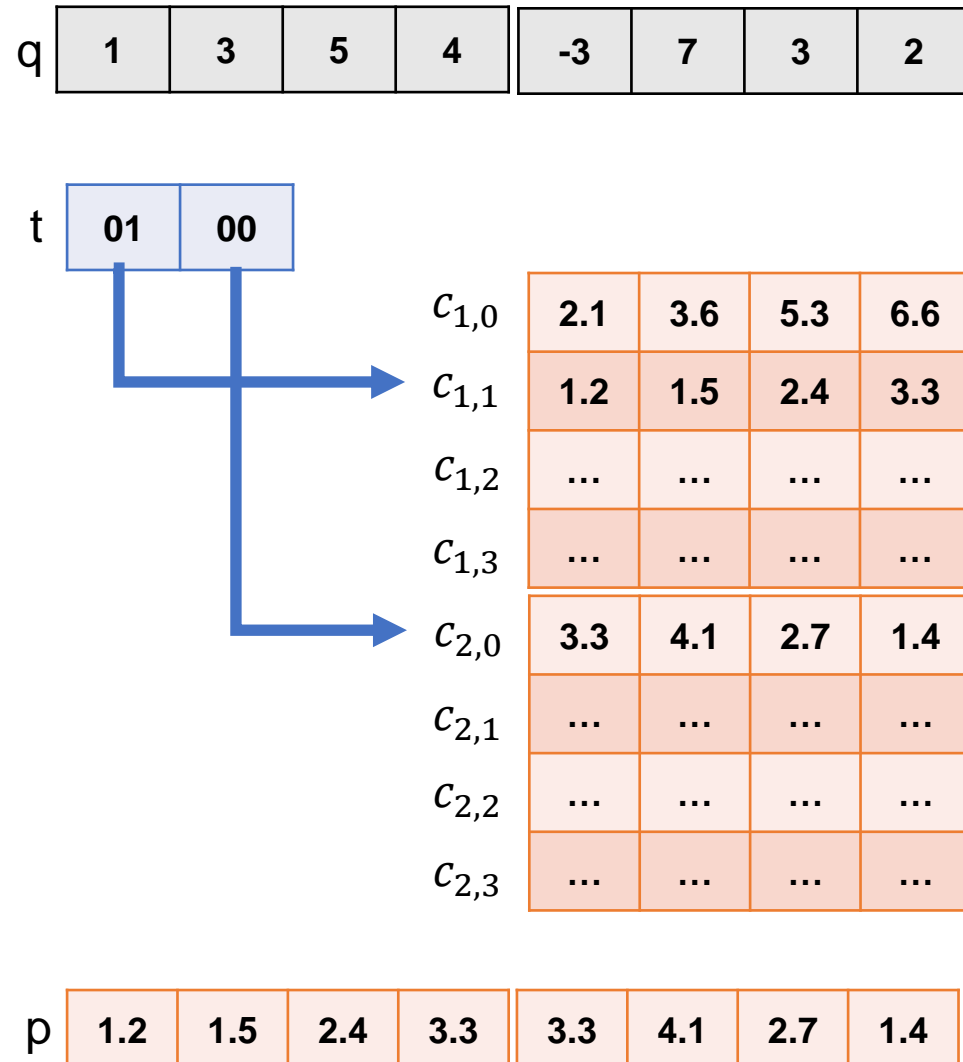 q 1 3 5 4 -3 7 3 2
t 01 00
c1,0 2.1 3.6 5.3 6.6
c1,1 1.2 1.5 2.4 3.3
c1,2 ... ... ... ...
c1,3 ... ... ... ...
c2,0 3.3 4.1 2.7 1.4
c2,1 ... ... ... ...
c2,2 ... ... ... ...
c2,3 ... ... ... ...
p 1.2 1.5 2.4 3.3 3.3 4.1 2.7 1.4